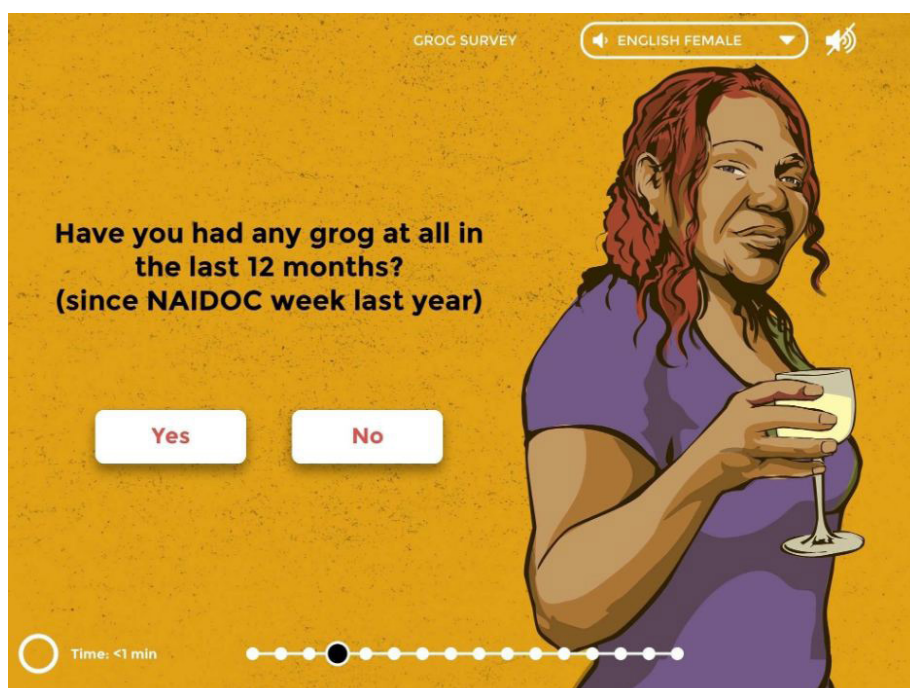 GROG SURVEY
ENGLISH FEMALE
Have you had any grog at all in
the last 12 months?
(since NAIDOC week last year)
Yes
No
Time: <1 min